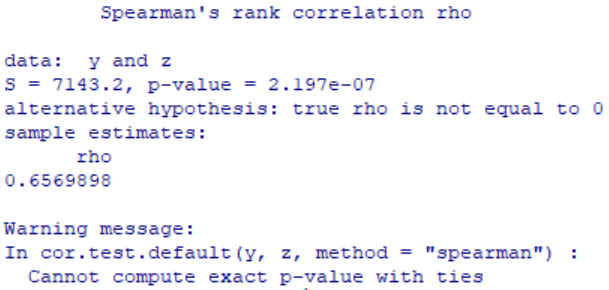 Spearman's rank correlation rho
data:  y and z
S = 7143.2, p-value = 2.197e-07
alternative hypothesis: true rho is not equal to 0
sample estimates:
rho
0.6569898
Warning message:
In cor.test.default(y, z, method = "spearman") :
Cannot compute exact p-value with ties